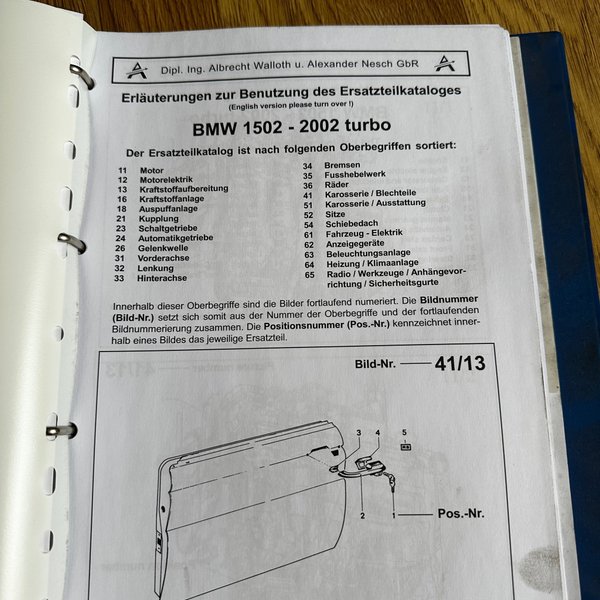 Dipl. Ing. Albrecht Walloth u. Alexander Nesch GbR
Erläuterungen zur Benutzung des Ersatzteilkataloges
(English version please turn over !)
BMW 1502 - 2002 turbo
Der Ersatzteilkatalog ist nach folgenden Oberbegriffen sortiert:
11 Motor
12 Motorelektrik
13 Kraftstoffaufbereitung
16 Kraftstoffanlage
18 Auspuffanlage
21 Kupplung
23 Schaltgetriebe
24 Automatikgetriebe
26 Gelenkwelle
31 Vorderachse
32 Lenkung
33 Hinterachse
34 Bremsen
35 Fusshebelwerk
36 Räder
41 Karosserie / Blechteile
51 Karosserie / Ausstattung
52 Sitze
54 Schiebedach
61 Fahrzeug - Elektrik
62 Anzeigegeräte
63 Beleuchtungsanlage
64 Heizung / Klimaanlage
65 Radio / Werkzeuge / Anhängevor-
richtung / Sicherheitsgurte
Innerhalb dieser Oberbegriffe sind die Bilder fortlaufend numeriert. Die Bildnummer
(Bild-Nr.) setzt sich somit aus der Nummer der Oberbegriffe und der fortlaufenden
Bildnummerierung zusammen. Die Positionsnummer (Pos.-Nr.) kennzeichnet inner-
halb eines Bildes das jeweilige Ersatzteil.
Bild-Nr. 41/13
3 4 5
2 1 Pos.-Nr.